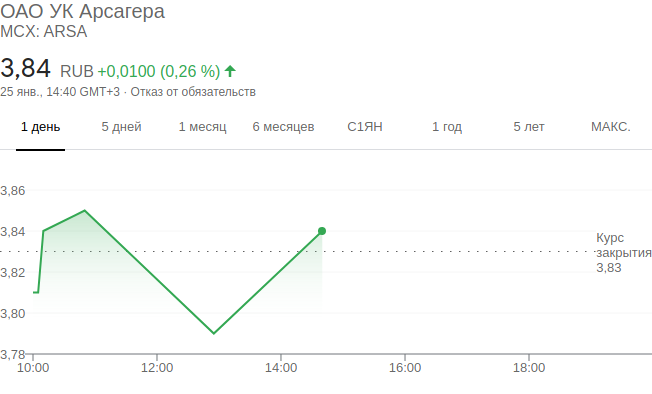 ОАО УК Арсагера
MCX: ARSA
3,84 RUB +0,0100 (0,26 %)
25 янв., 14:40 GMT+3 · Отказ от обязательств
1 день 5 дней 1 месяц 6 месяцев С1ЯН 1 год 5 лет МАКС.
3,86
3,84
Курс
закрытия
3,83
3,82
3,80
3,78
10:00 12:00 14:00 16:00 18:00